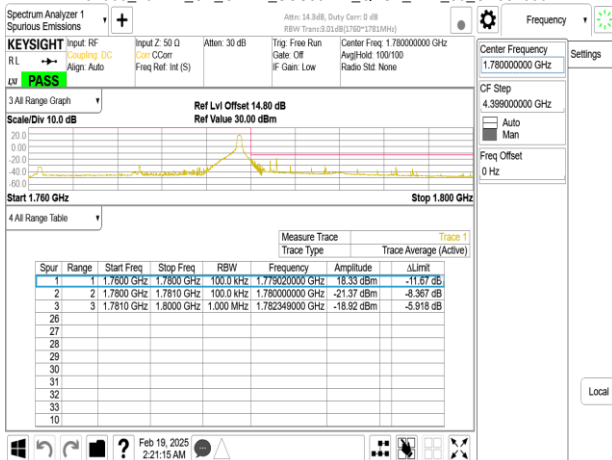 Spectrum Analyzer 1
Spurious Emissions
Attn: 14.8dB, Duty Corr: 0 dB
RBW Trans:3.01dB(1760*1781MHz)
Frequency
KEYSIGHT
RL
PASS
Input: RF
Coupling: DC
Align: Auto
Input Z: 50 Ω
Corr CCorr
Freq Ref: Int (S)
Atten: 30 dB
Trig: Free Run
Gate: Off
IF Gain: Low
Center Freq: 1.780000000 GHz
Avg|Hold: 100/100
Radio Std: None
Center Frequency
1.780000000 GHz
Settings
CF Step
4.399000000 GHz
Auto
Man
Freq Offset
0 Hz
Local
3 All Range Graph
Scale/Div 10.0 dB
Ref Lvl Offset 14.80 dB
Ref Value 30.00 dBm
20.0
0.00
-20.0
-40.0
-60.0
Start 1.760 GHz
Stop 1.800 GHz
4 All Range Table
Measure Trace Trace 1
Trace Type Trace Average (Active)
Spur Range Start Freq Stop Freq RBW Frequency Amplitude ΔLimit
1 1 1.7600 GHz 1.7800 GHz 100.0 kHz 1.779020000 GHz 18.33 dBm -11.67 dB
2 2 1.7800 GHz 1.7810 GHz 100.0 kHz 1.780000000 GHz -21.37 dBm -8.367 dB
3 3 1.7810 GHz 1.8000 GHz 1.000 MHz 1.782349000 GHz -18.92 dBm -5.918 dB
26
27
28
29
30
31
32
33
10
Feb 19, 2025
2:21:15 AM